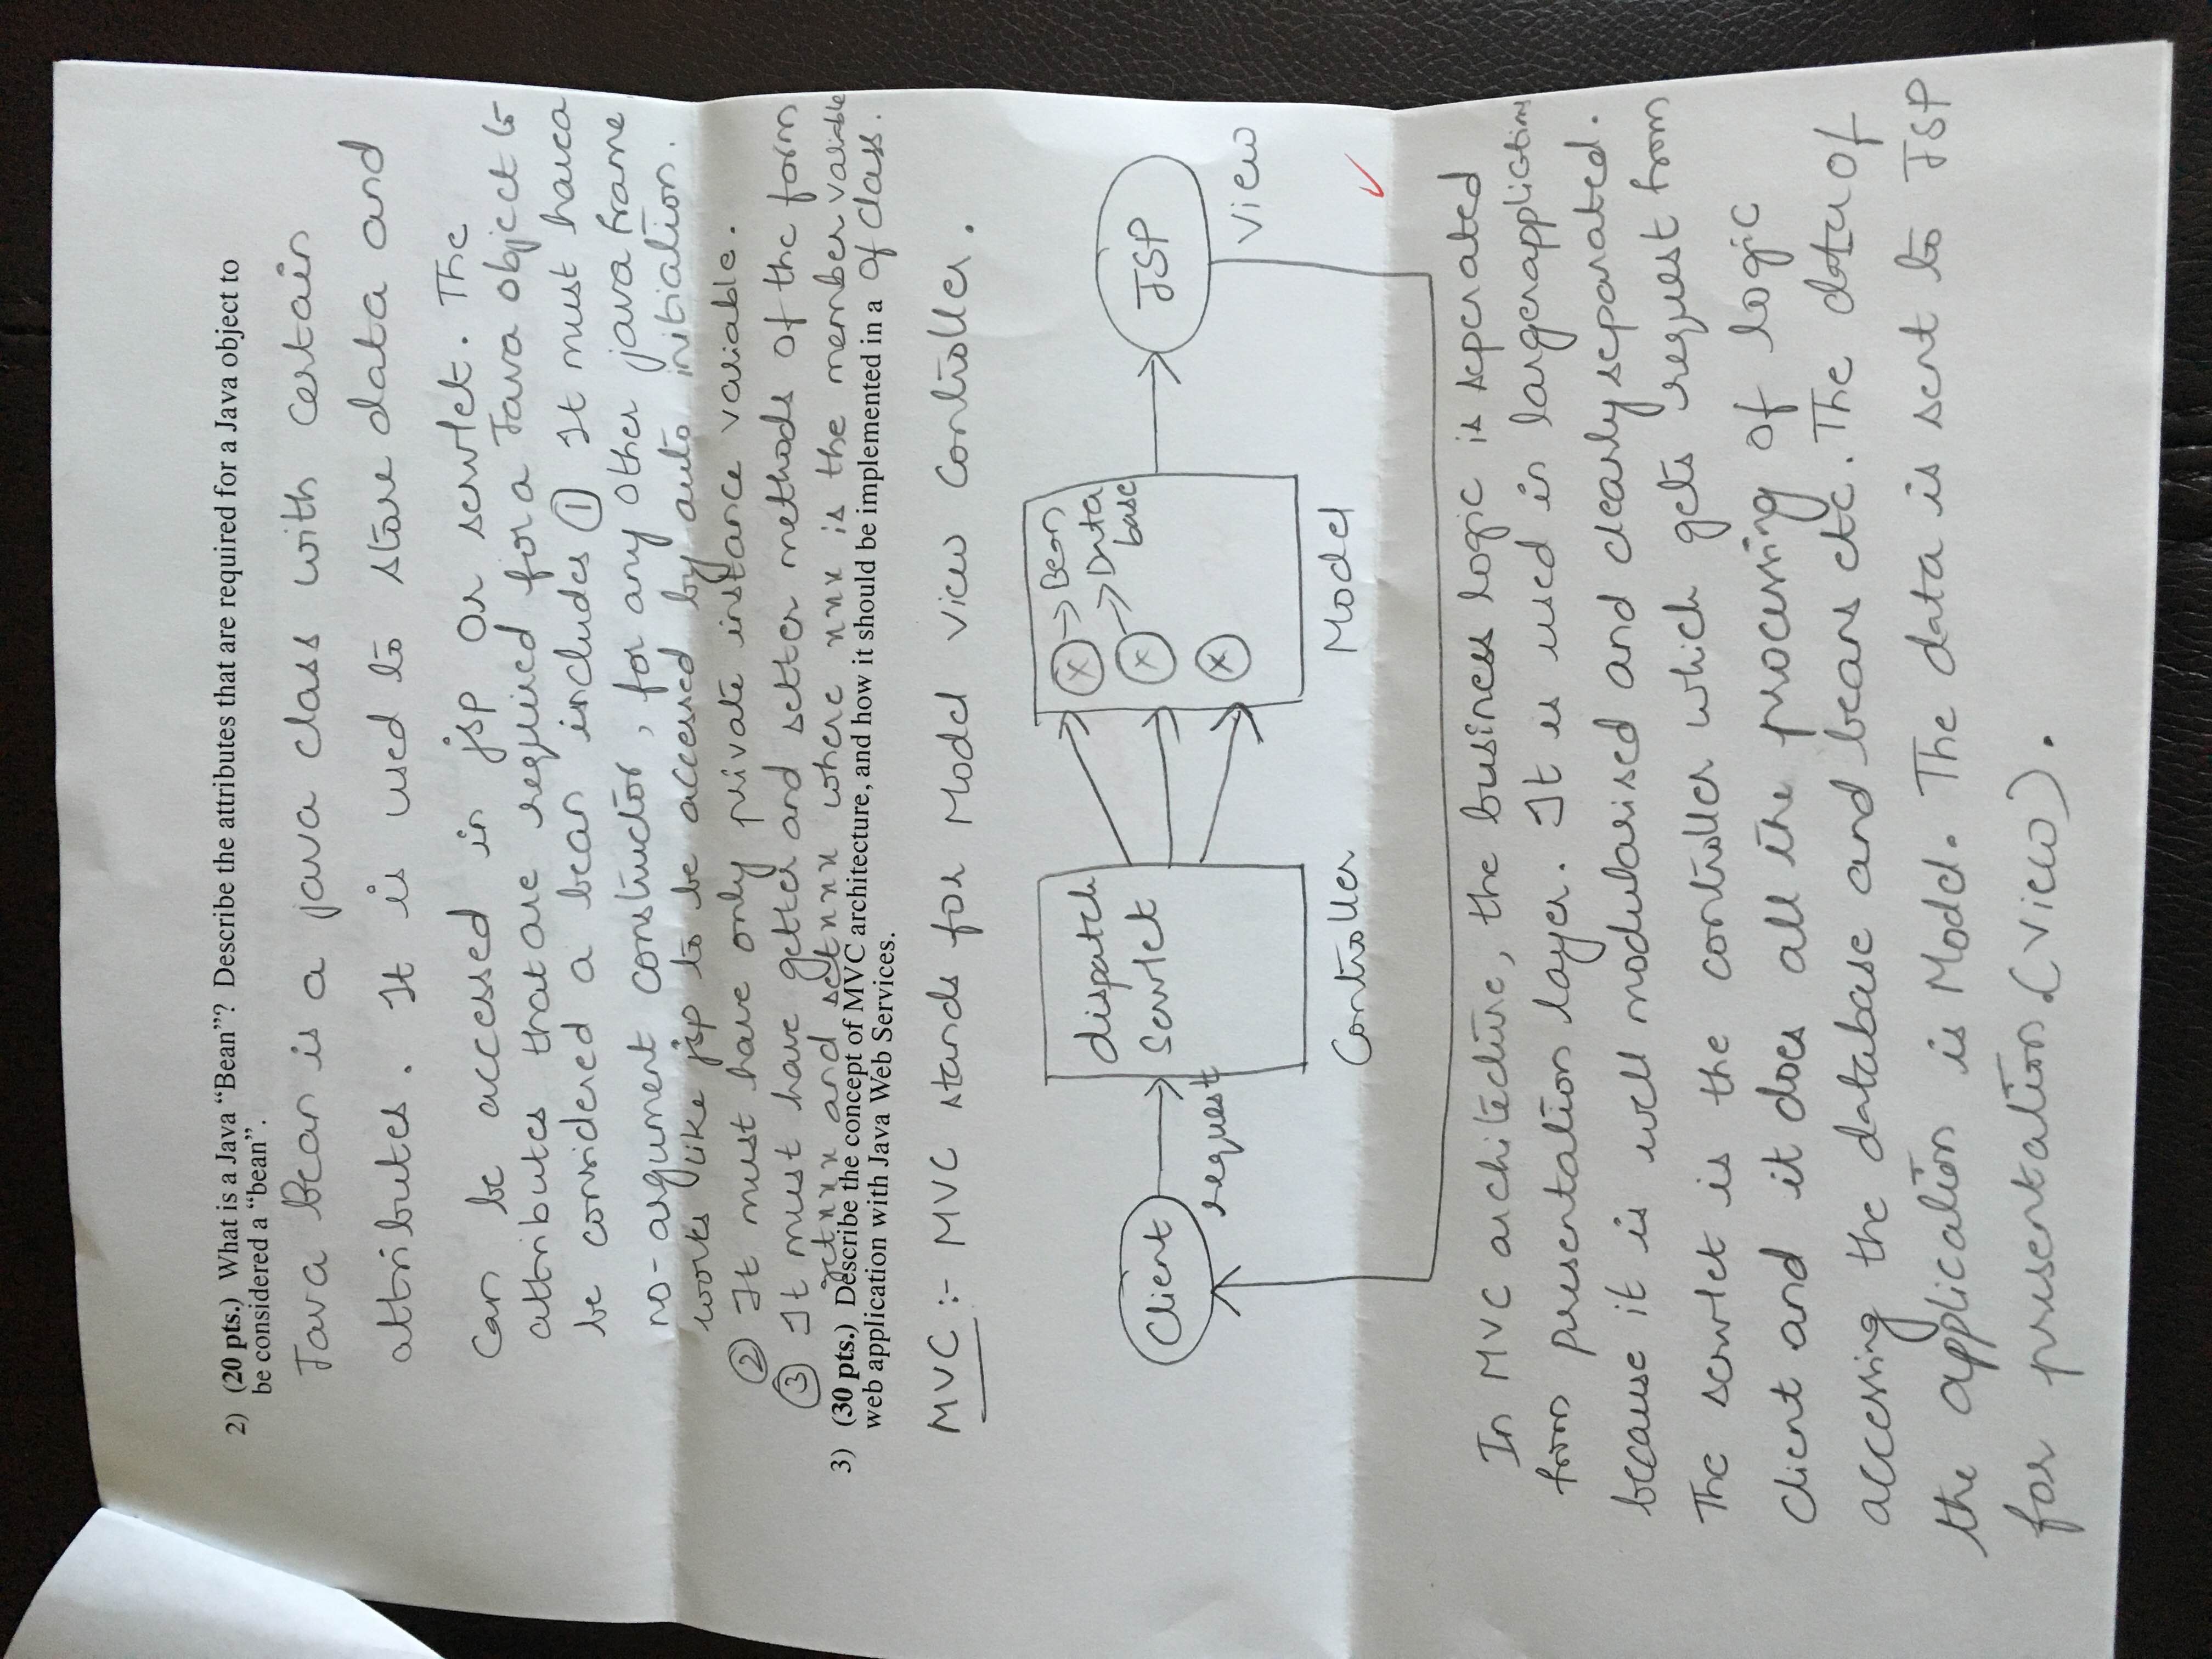 2) (20 pts.) What is a Java “Bean”? Describe the attributes that are required for a Java object to
be considered a “bean”.
Java Bean is a java class with certain
attributes. It is used to store data and
can be accessed in jsp or servlet. The
attributes that are required for a Java object to
be considered a bean includes ① It must have a
no-argument constructor, for any other java frame
works like jsp to be accessed by auto initiation.
② It must have only private instance variable.
③ It must have getter and setter methods of the form
getxxx and setxxx where xxx is the member variable
of class.
3) (30 pts.) Describe the concept of MVC architecture, and how it should be implemented in a
web application with Java Web Services.
MVC :- MVC stands for Model View Controller.
Client
request
dispatch
Servlet
Controller
x
Bean
x
Data
base
x
Model
JSP
View
In MVC architecture, the business logic is seperated
from presentation layer. It is used in larger applictions
because it is well modularised and clearly separated.
The servlet is the controller which gets request from
client and it does all the processing of logic
accessing the database and beans etc. The data of
the application is Model. The data is sent to JSP
for presentation.(View).